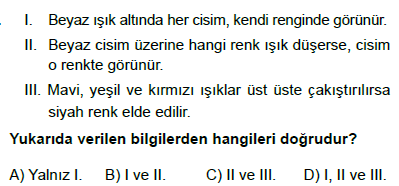 I. Beyaz ışık altında her cisim, kendi renginde görünür.
II. Beyaz cisim üzerine hangi renk ışık düşerse, cisim
o renkte görünür.
III. Mavi, yeşil ve kırmızı ışıklar üst üste çakıştırılırsa
siyah renk elde edilir.
Yukarıda verilen bilgilerden hangileri doğrudur?
A) Yalnız I. B) I ve II. C) II ve III. D) I, II ve III.